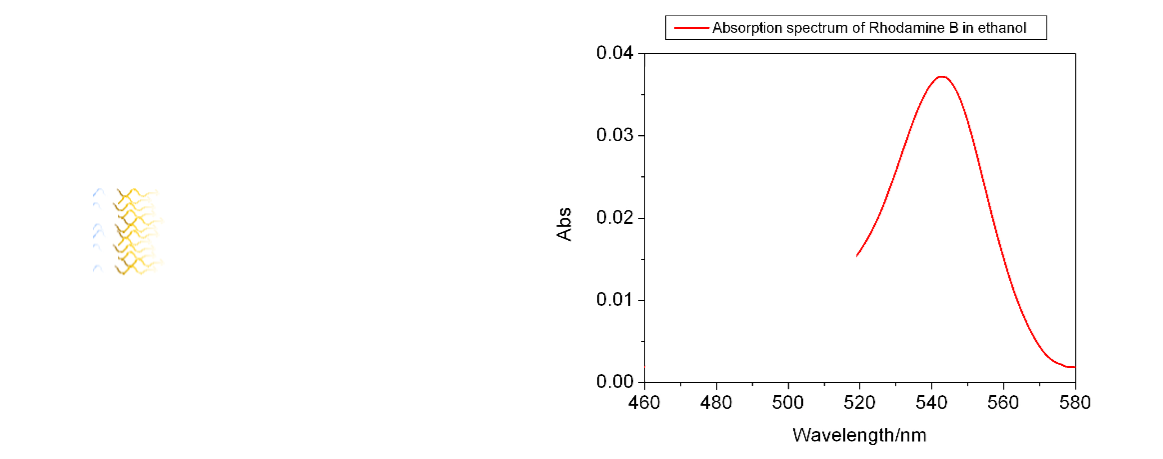 Absorption spectrum of Rhodamine B in ethanol
0.04
0.03
0.02
0.01
0.00
Abs
460 480 500 520 540 560 580
Wavelength/nm